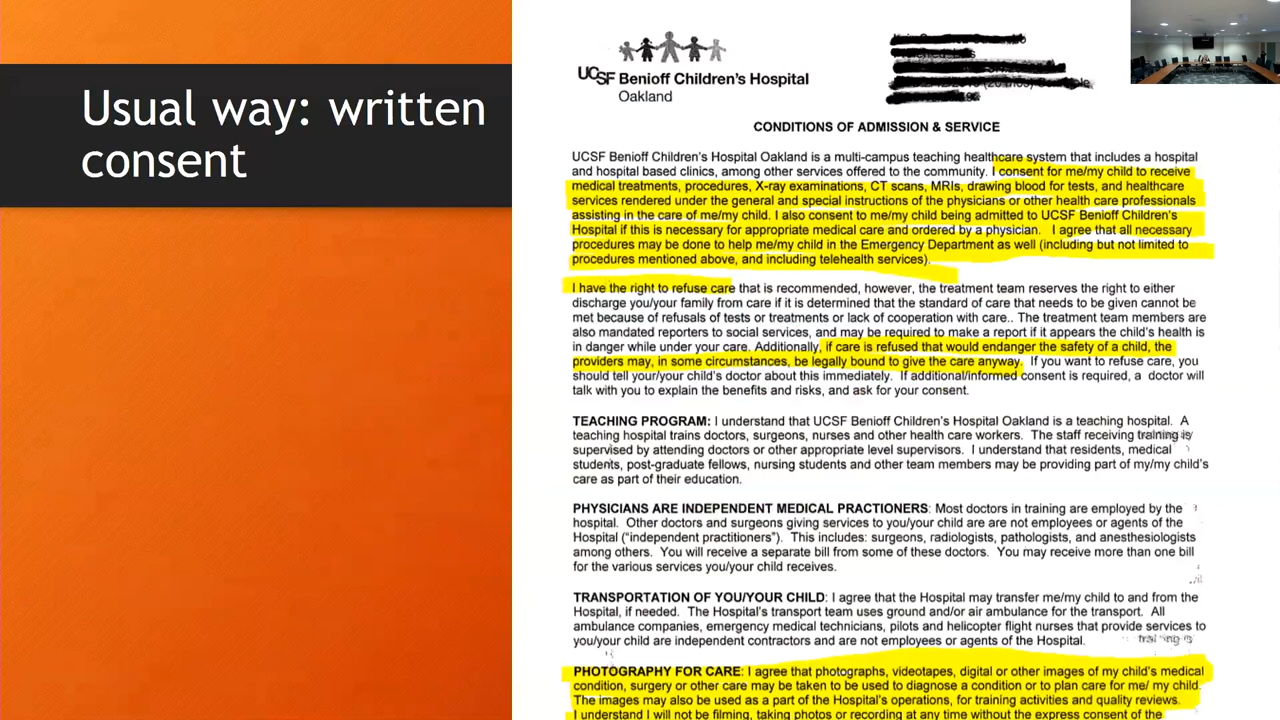 Usual way: written
consent
UCSF Benioff Children's Hospital
Oakland
CONDITIONS OF ADMISSION & SERVICE
UCSF Benioff Children's Hospital Oakland is a multi-campus teaching healthcare system that includes a hospital
and hospital based clinics, among other services offered to the community. I consent for me/my child to receive
medical treatments, procedures, X-ray examinations, CT scans, MRIs, drawing blood for tests, and healthcare
services rendered under the general and special instructions of the physicians or other health care professionals
assisting in the care of me/my child. I also consent to me/my child being admitted to UCSF Benioff Children's
Hospital if this is necessary for appropriate medical care and ordered by a physician. I agree that all necessary
procedures may be done to help me/my child in the Emergency Department as well (including but not limited to
procedures mentioned above, and including telehealth services).
I have the right to refuse care that is recommended, however, the treatment team reserves the right to either
discharge you/your family from care if it is determined that the standard of care that needs to be given cannot be
met because of refusals of tests or treatments or lack of cooperation with care.. The treatment team members are
also mandated reporters to social services, and may be required to make a report if it appears the child's health is
in danger while under your care. Additionally, if care is refused that would endanger the safety of a child, the
providers may, in some circumstances, be legally bound to give the care anyway. If you want to refuse care, you
should tell your/your child's doctor about this immediately. If additional/informed consent is required, a doctor will
talk with you to explain the benefits and risks, and ask for your consent.
TEACHING PROGRAM: I understand that UCSF Benioff Children's Hospital Oakland is a teaching hospital. A
teaching hospital trains doctors, surgeons, nurses and other health care workers. The staff receiving training is
supervised by attending doctors or other appropriate level supervisors. I understand that residents, medical
students, post-graduate fellows, nursing students and other team members may be providing part of my/my child's
care as part of their education.
PHYSICIANS ARE INDEPENDENT MEDICAL PRACTIONERS: Most doctors in training are employed by the
hospital. Other doctors and surgeons giving services to you/your child are are not employees or agents of the
Hospital ("independent practitioners"). This includes: surgeons, radiologists, pathologists, and anesthesiologists
among others. You will receive a separate bill from some of these doctors. You may receive more than one bill
for the various services you/your child receives.
TRANSPORTATION OF YOU/YOUR CHILD: I agree that the Hospital may transfer me/my child to and from the
Hospital, if needed. The Hospital's transport team uses ground and/or air ambulance for the transport. All
ambulance companies, emergency medical technicians, pilots and helicopter flight nurses that provide services to
you/your child are independent contractors and are not employees or agents of the Hospital.
PHOTOGRAPHY FOR CARE: I agree that photographs, videotapes, digital or other images of my child's medical
condition, surgery or other care may be taken to be used to diagnose a condition or to plan care for me/ my child.
The images may also be used as a part of the Hospital's operations, for training activities and quality reviews.
I understand I will not be filming, taking photos or recording at any time without the express consent of the